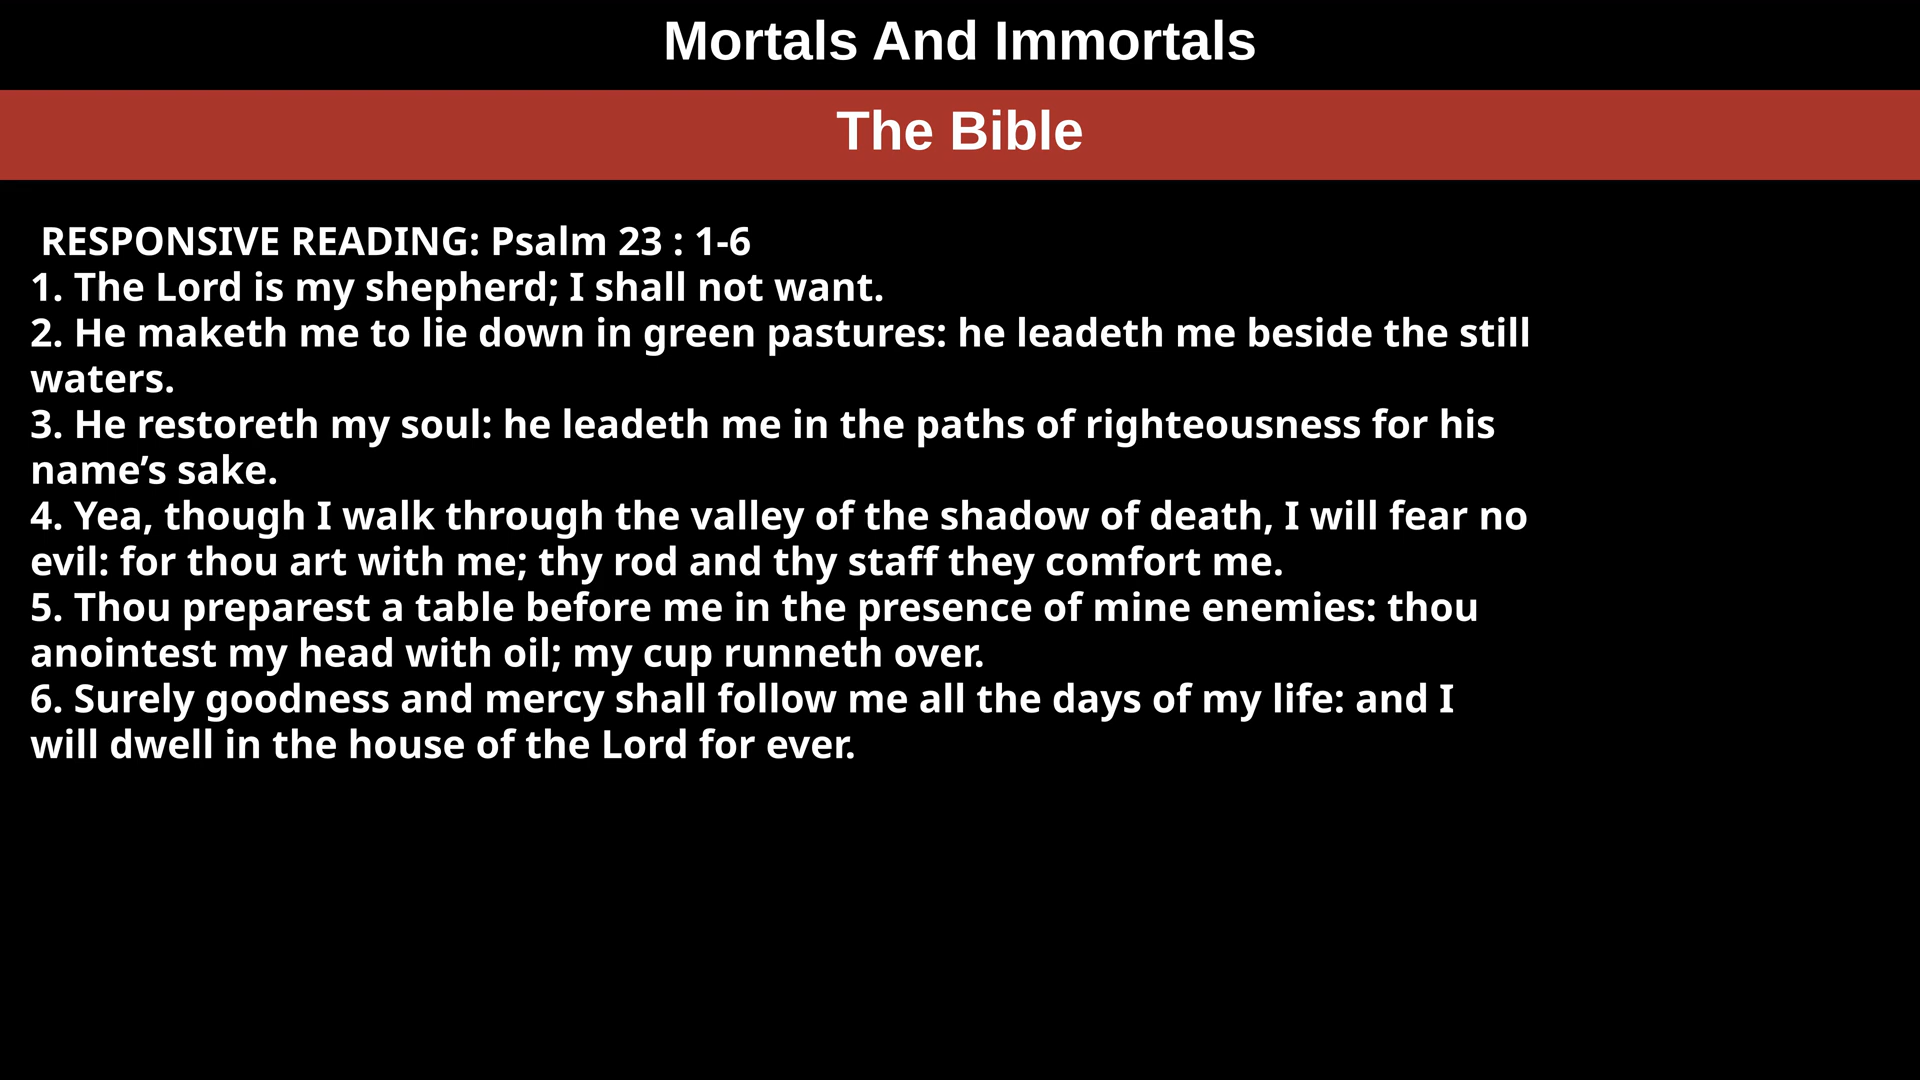 Mortals And Immortals
The Bible
RESPONSIVE READING: Psalm 23 : 1-6
1. The Lord is my shepherd; I shall not want.
2. He maketh me to lie down in green pastures: he leadeth me beside the still
waters.
3. He restoreth my soul: he leadeth me in the paths of righteousness for his
name’s sake.
4. Yea, though I walk through the valley of the shadow of death, I will fear no
evil: for thou art with me; thy rod and thy staff they comfort me.
5. Thou preparest a table before me in the presence of mine enemies: thou
anointest my head with oil; my cup runneth over.
6. Surely goodness and mercy shall follow me all the days of my life: and I
will dwell in the house of the Lord for ever.